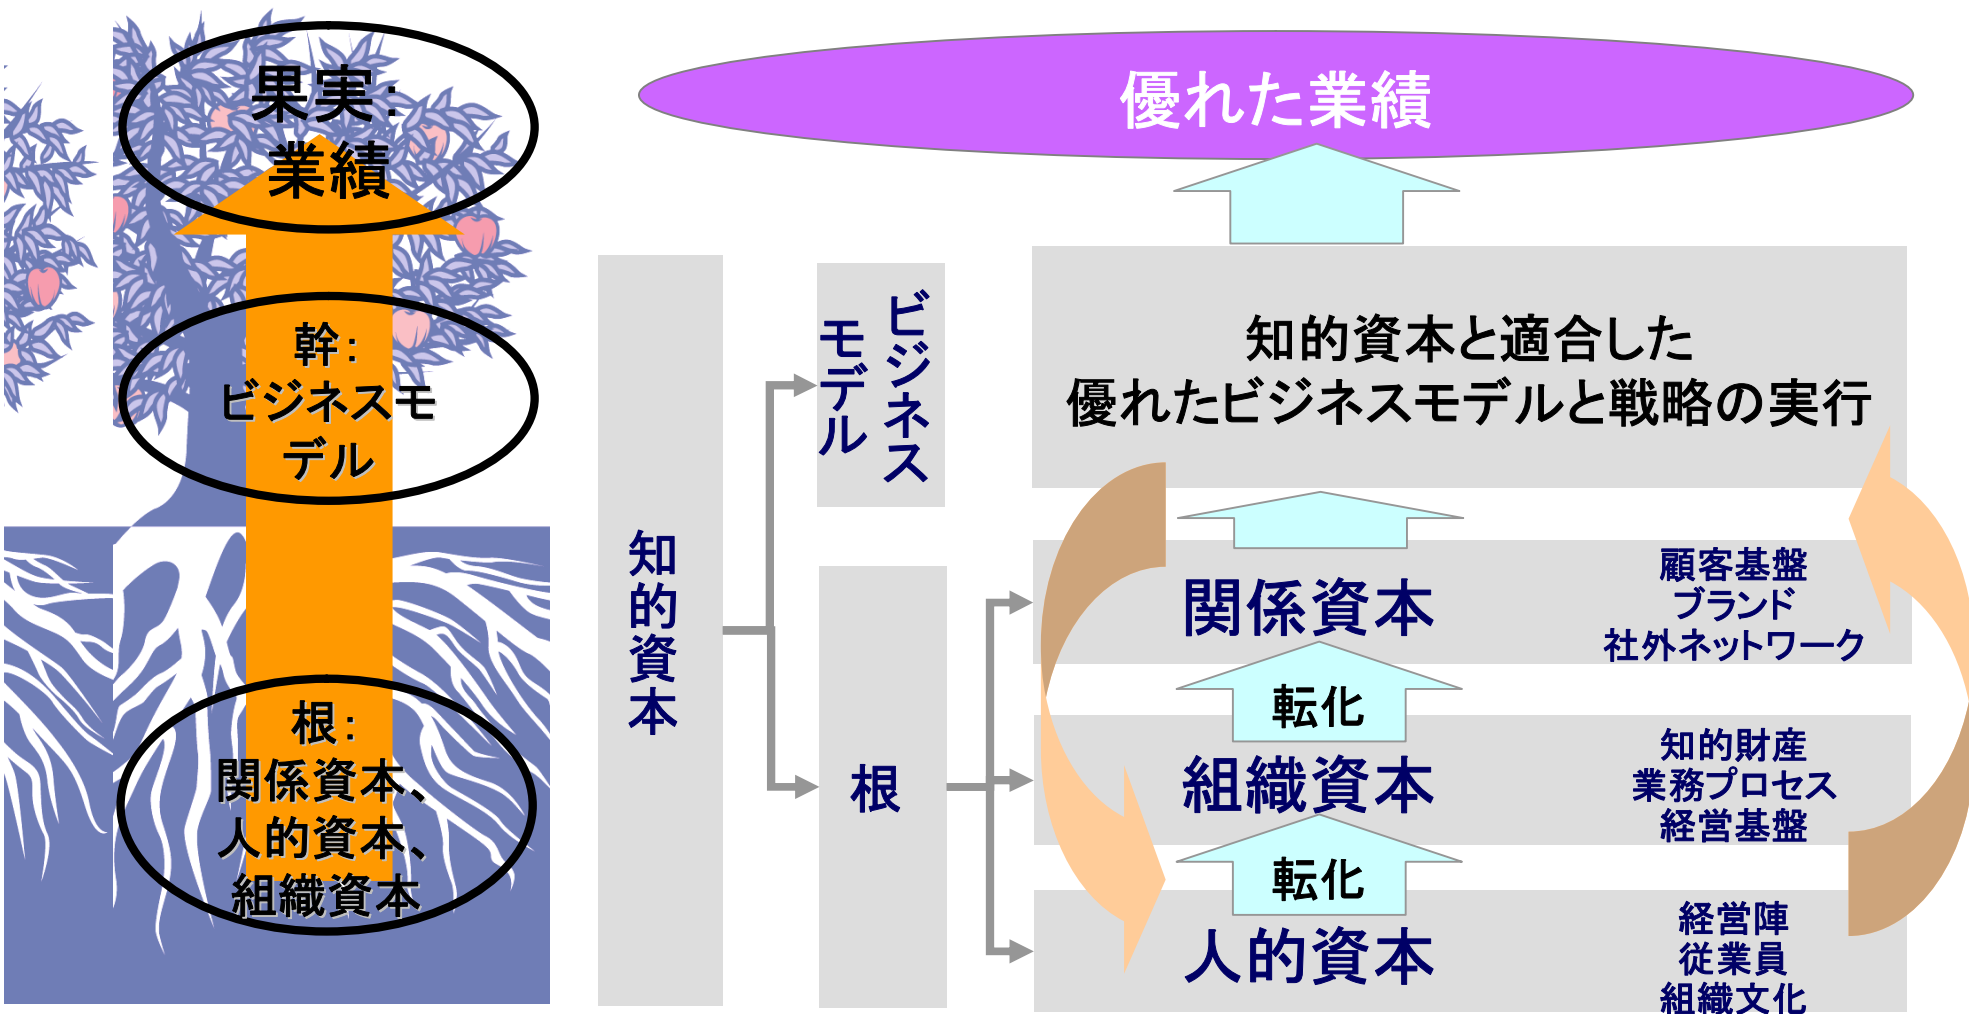 果実:
業績
幹:
ビジネスモ
デル
根:
関係資本、
人的資本、
組織資本
優れた業績
知的資本
ビジネス
モデル
根
知的資本と適合した
優れたビジネスモデルと戦略の実行
関係資本
顧客基盤
ブランド
社外ネットワーク
転化
組織資本
知的財産
業務プロセス
経営基盤
転化
人的資本
経営陣
従業員
組織文化